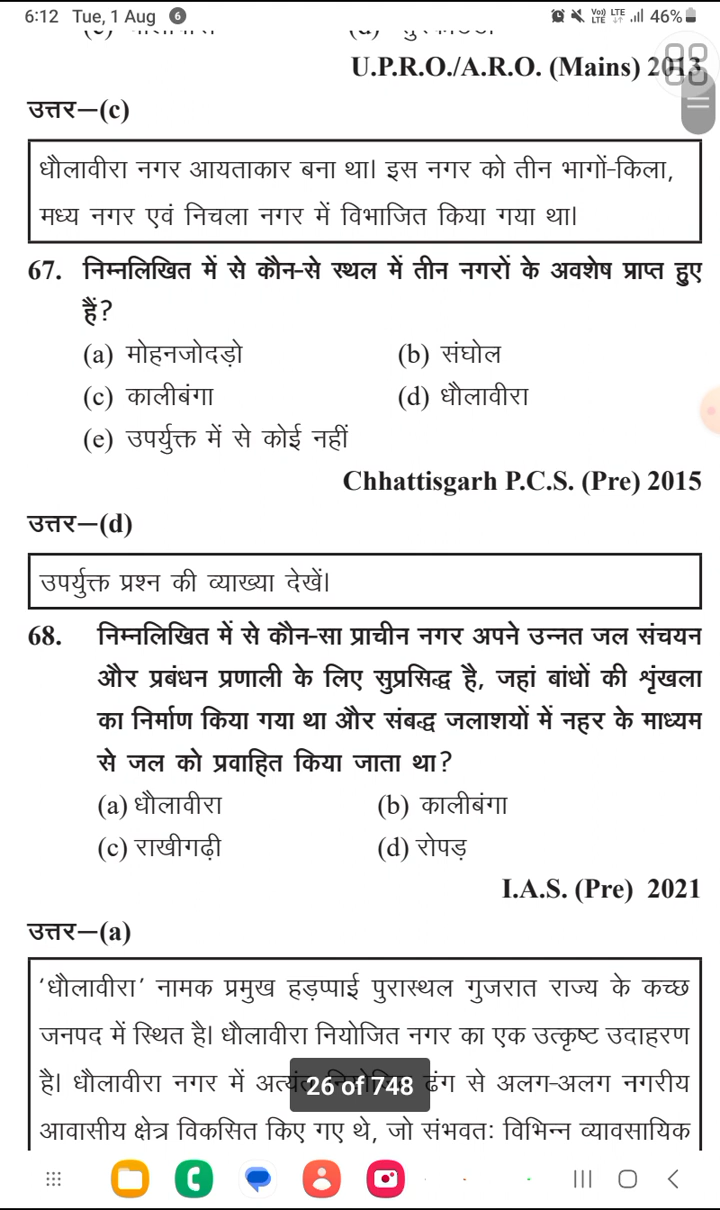 6:12 Tue, 1 Aug 6 Vo) LTE LTE 46%
U.P.R.O./A.R.O. (Mains) 2013
उत्तर—(c)
धौलावीरा नगर आयताकार बना था। इस नगर को तीन भागों-किला,
मध्य नगर एवं निचला नगर में विभाजित किया गया था।
67. निम्नलिखित में से कौन-से स्थल में तीन नगरों के अवशेष प्राप्त हुए
हैं?
(a) मोहनजोदड़ो (b) संघोल
(c) कालीबंगा (d) धौलावीरा
(e) उपर्युक्त में से कोई नहीं
Chhattisgarh P.C.S. (Pre) 2015
उत्तर—(d)
उपर्युक्त प्रश्न की व्याख्या देखें।
68. निम्नलिखित में से कौन-सा प्राचीन नगर अपने उन्नत जल संचयन
और प्रबंधन प्रणाली के लिए सुप्रसिद्ध है, जहां बांधों की शृंखला
का निर्माण किया गया था और संबद्ध जलाशयों में नहर के माध्यम
से जल को प्रवाहित किया जाता था?
(a) धौलावीरा (b) कालीबंगा
(c) राखीगढ़ी (d) रोपड़
I.A.S. (Pre) 2021
उत्तर—(a)
‘धौलावीरा’ नामक प्रमुख हड़प्पाई पुरास्थल गुजरात राज्य के कच्छ
जनपद में स्थित है। धौलावीरा नियोजित नगर का एक उत्कृष्ट उदाहरण
है। धौलावीरा नगर में ढंग से अलग-अलग नगरीय
26 of 748
आवासीय क्षेत्र विकसित किए गए थे, जो संभवतः विभिन्न व्यावसायिक